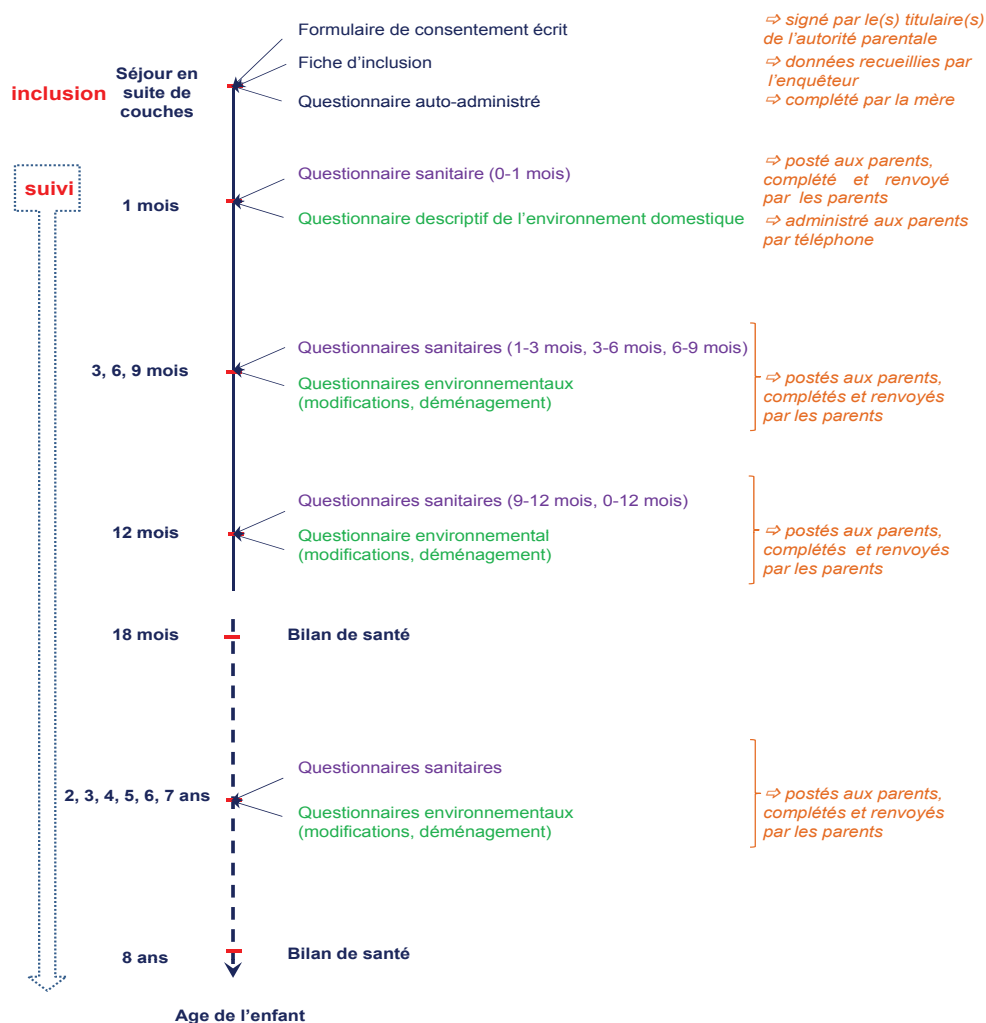 Formulaire de consentement écrit
⇨ signé par le(s) titulaire(s)
de l'autorité parentale
inclusion
Séjour en
suite de
couches
Fiche d'inclusion
⇨ données recueillies par
l'enquêteur
Questionnaire auto-administré
⇨ complété par la mère
suivi
1 mois
Questionnaire sanitaire (0-1 mois)
⇨ posté aux parents,
complété et renvoyé
par les parents
Questionnaire descriptif de l'environnement domestique
⇨ administré aux parents
par téléphone
3, 6, 9 mois
Questionnaires sanitaires (1-3 mois, 3-6 mois, 6-9 mois)
Questionnaires environnementaux
(modifications, déménagement)
⇨ postés aux parents,
complétés et renvoyés
par les parents
12 mois
Questionnaires sanitaires (9-12 mois, 0-12 mois)
Questionnaire environnemental
(modifications, déménagement)
⇨ postés aux parents,
complétés et renvoyés
par les parents
18 mois
Bilan de santé
2, 3, 4, 5, 6, 7 ans
Questionnaires sanitaires
Questionnaires environnementaux
(modifications, déménagement)
⇨ postés aux parents,
complétés et renvoyés
par les parents
8 ans
Bilan de santé
Age de l'enfant